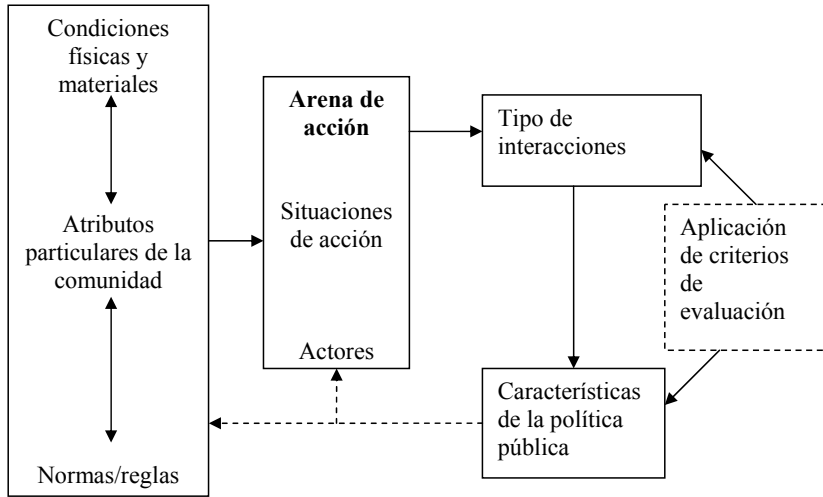 Condiciones
físicas y
materiales
Atributos
particulares de la
comunidad
Normas/reglas
Arena de
acción
Situaciones
de acción
Actores
Tipo de
interacciones
Aplicación
de criterios
de
evaluación
Características
de la política
pública